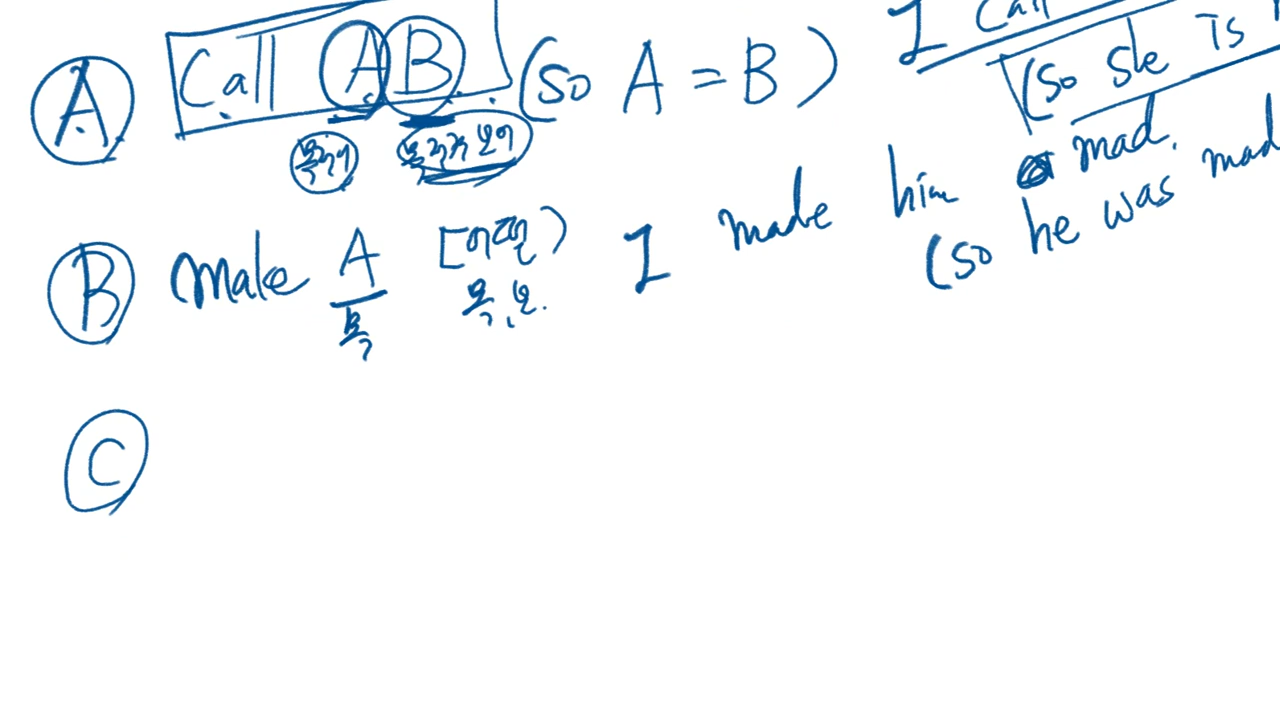 A Call A B (so A = B) I call
(so she is
목적어 목적격 보어
B make A [어떤) I made him mad.
목 목.보. (so he was mad
C